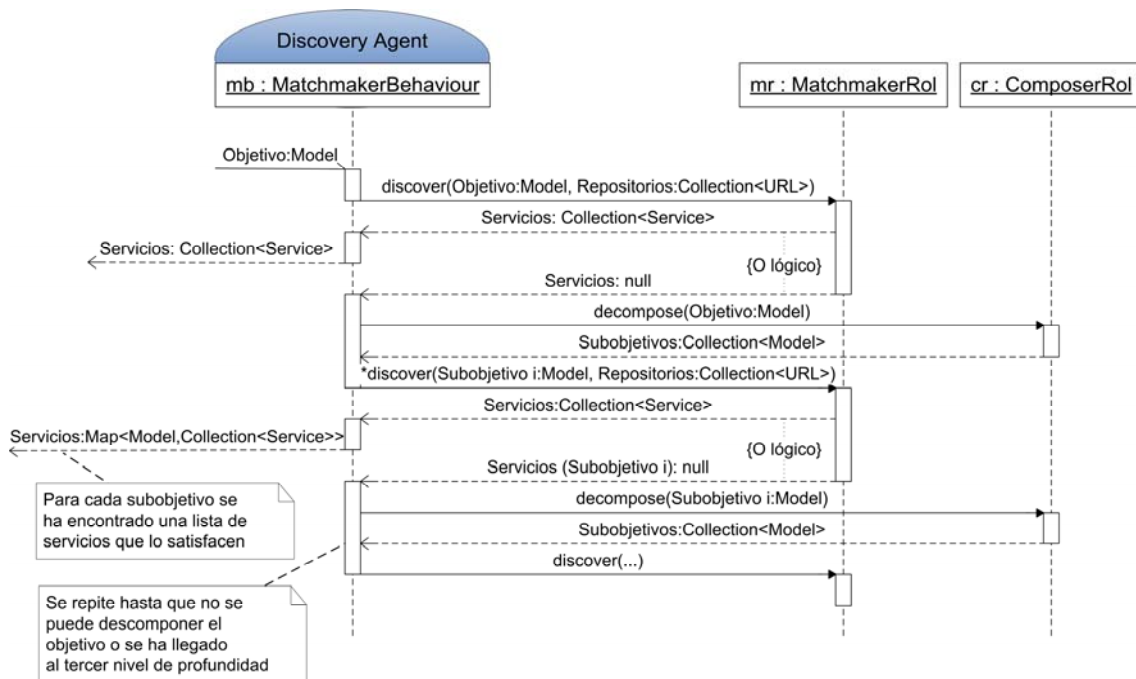 Discovery Agent
mb : MatchmakerBehaviour
mr : MatchmakerRol
cr : ComposerRol
Objetivo:Model
discover(Objetivo:Model, Repositorios:Collection<URL>)
Servicios: Collection<Service>
Servicios: Collection<Service>
{O lógico}
Servicios: null
decompose(Objetivo:Model)
Subobjetivos:Collection<Model>
*discover(Subobjetivo i:Model, Repositorios:Collection<URL>)
Servicios:Collection<Service>
Servicios:Map<Model,Collection<Service>>
{O lógico}
Servicios (Subobjetivo i): null
Para cada subobjetivo se
ha encontrado una lista de
servicios que lo satisfacen
decompose(Subobjetivo i:Model)
Subobjetivos:Collection<Model>
discover(...)
Se repite hasta que no se
puede descomponer el
objetivo o se ha llegado
al tercer nivel de profundidad